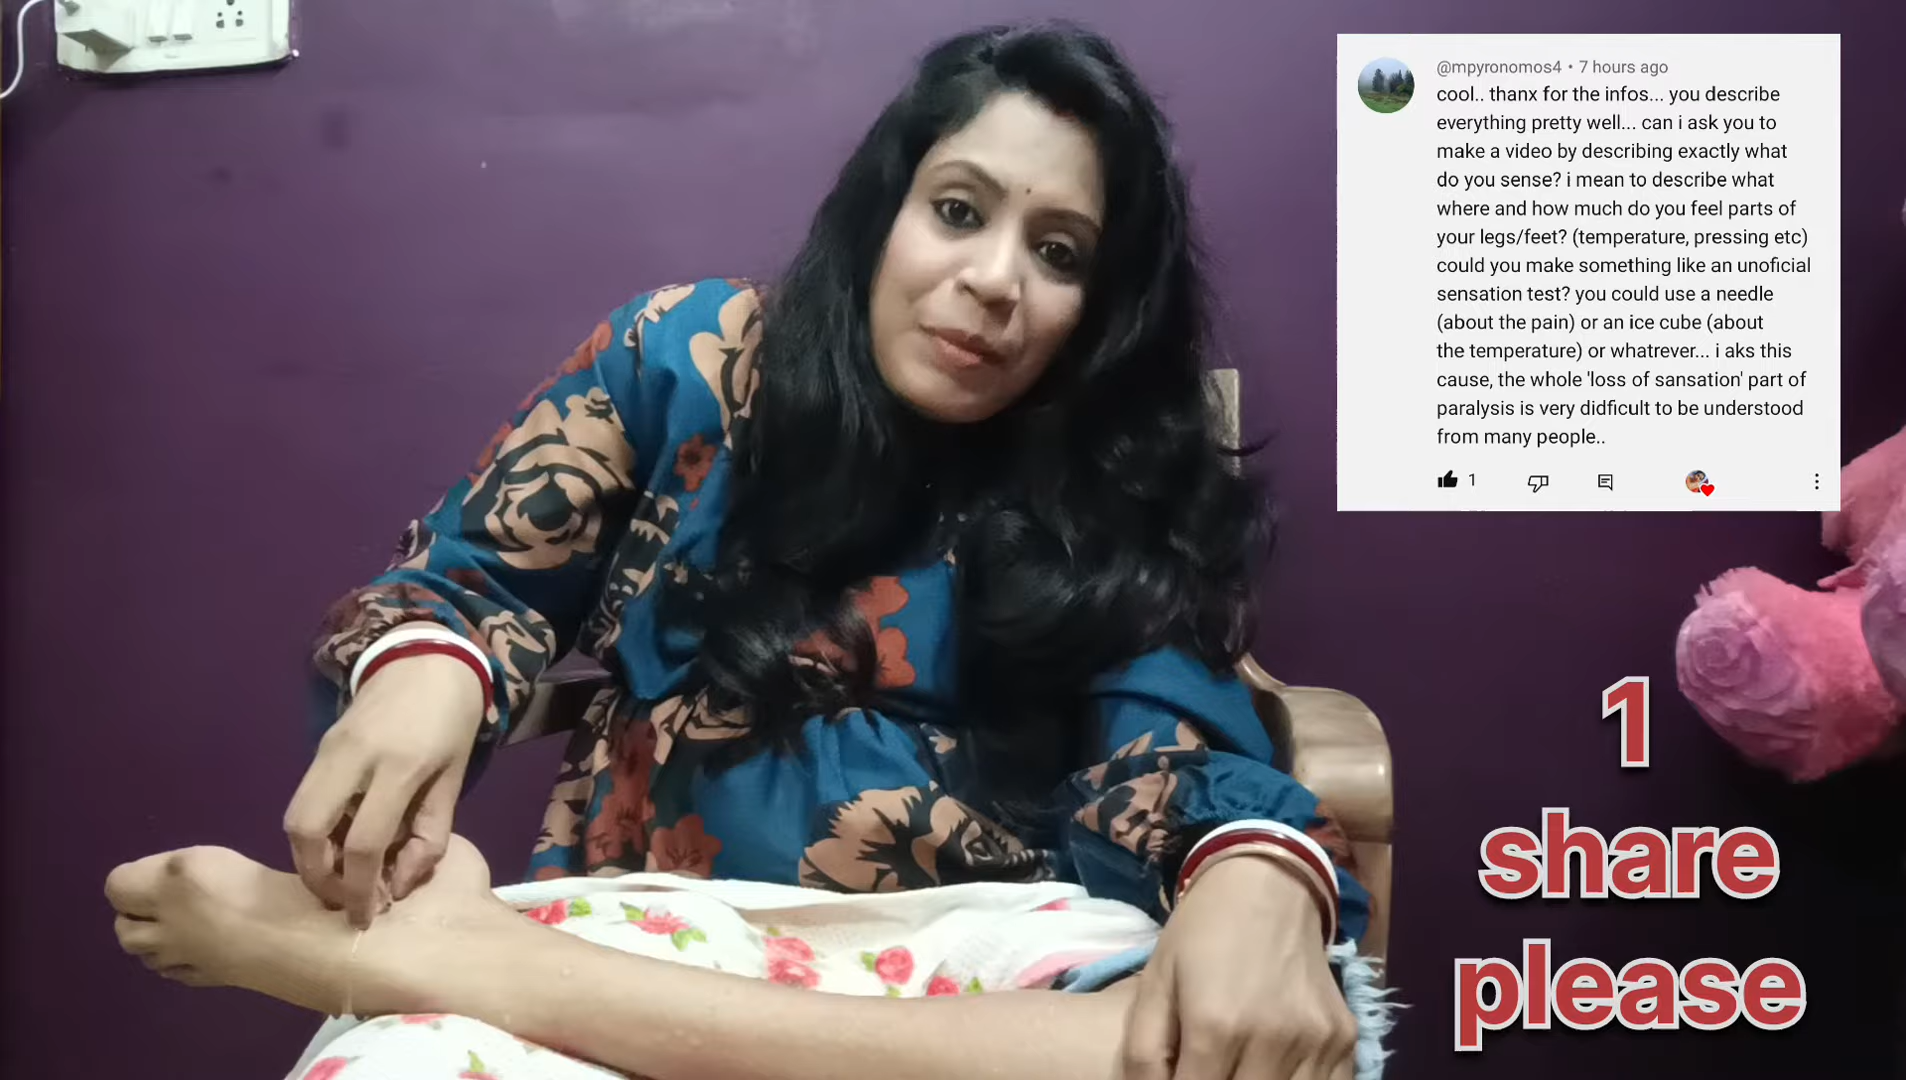 @mpyronomos4 • 7 hours ago
cool.. thanx for the infos... you describe
everything pretty well... can i ask you to
make a video by describing exactly what
do you sense? i mean to describe what
where and how much do you feel parts of
your legs/feet? (temperature, pressing etc)
could you make something like an unoficial
sensation test? you could use a needle
(about the pain) or an ice cube (about
the temperature) or whatrever... i aks this
cause, the whole 'loss of sansation' part of
paralysis is very didficult to be understood
from many people..
1
1
share
please